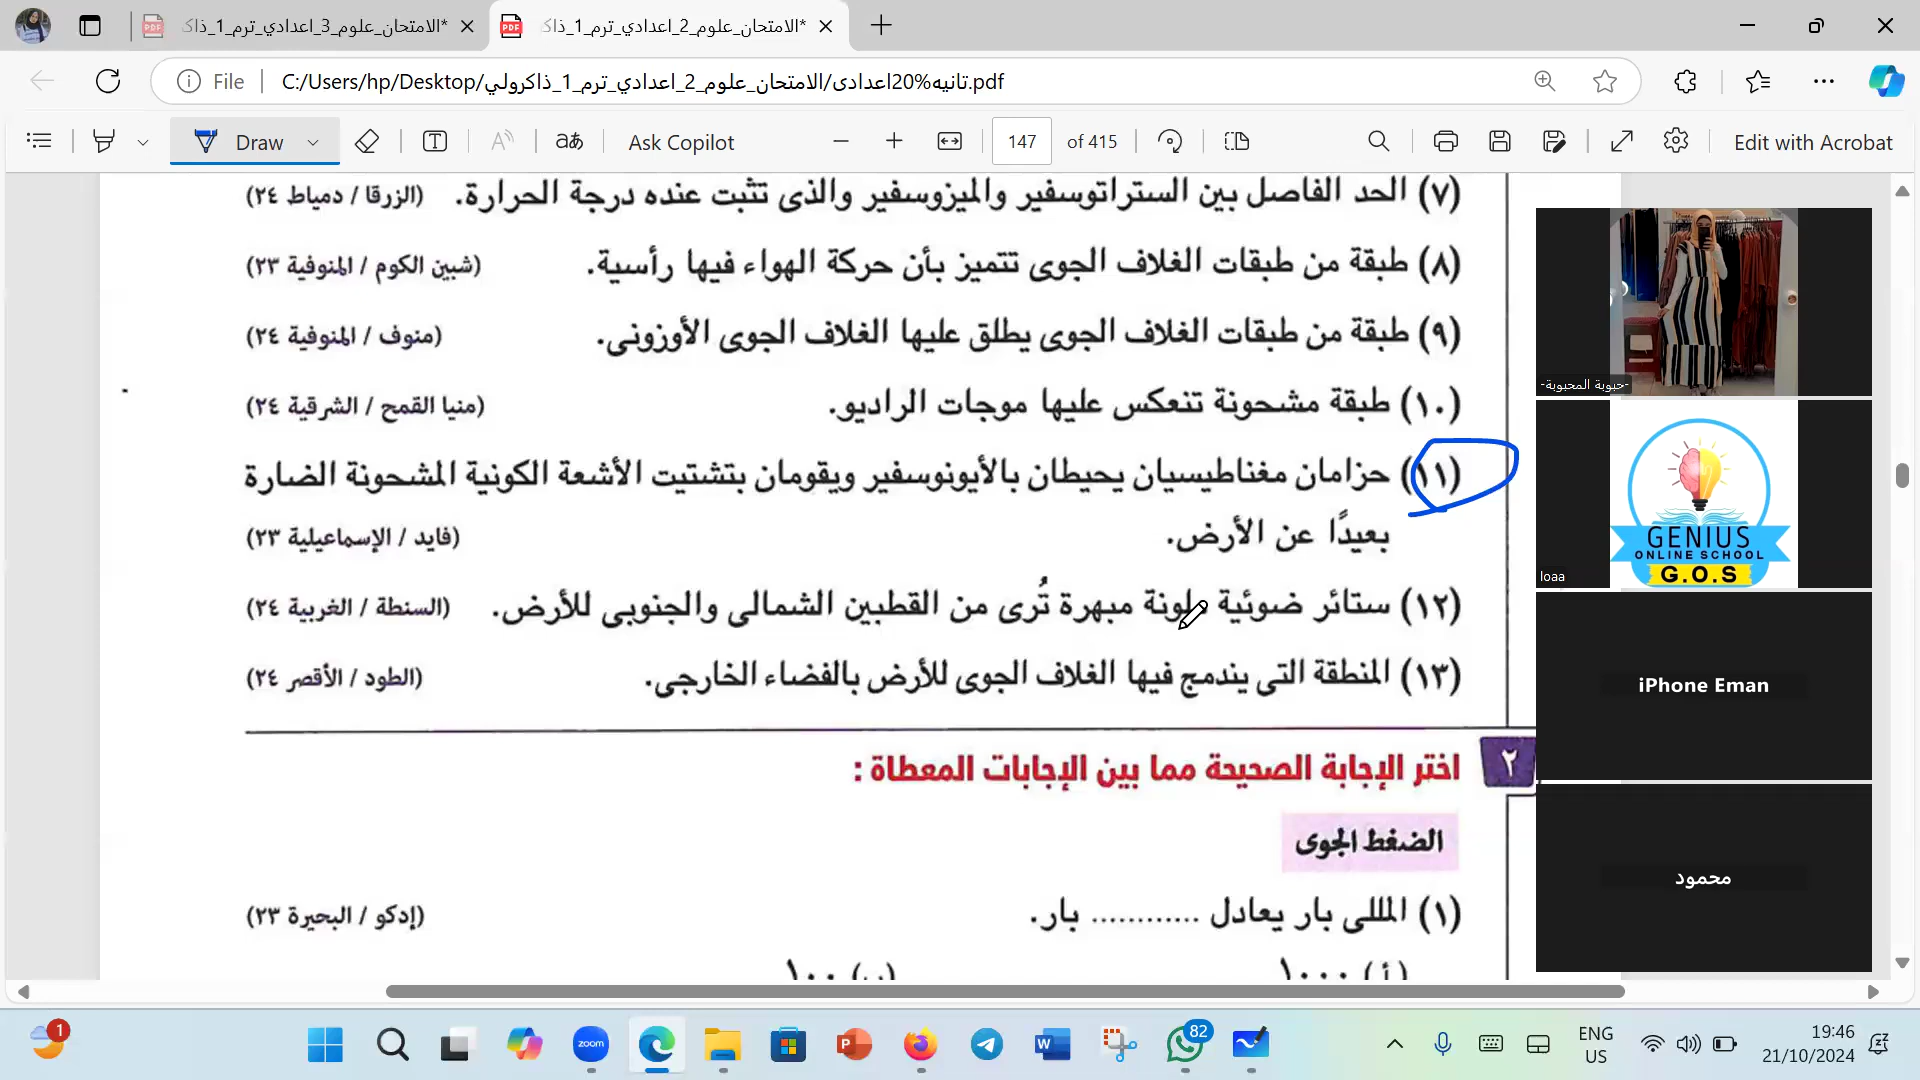 *الامتحان_علوم_3_اعدادي_ترم_1_ذاك
*الامتحان_علوم_2_اعدادي_ترم_1_ذاك
File
C:/Users/hp/Desktop/تانيه%20اعدادى/الامتحان_علوم_2_اعدادي_ترم_1_ذاكرولي.pdf
Draw
Ask Copilot
147 of 415
Edit with Acrobat
(٧) الحد الفاصل بين الستراتوسفير والميزوسفير والذى تثبت عنده درجة الحرارة. (الزرقا / دمياط ٢٤)
(٨) طبقة من طبقات الغلاف الجوى تتميز بأن حركة الهواء فيها رأسية. (شبين الكوم / المنوفية ٢٣)
(٩) طبقة من طبقات الغلاف الجوى يطلق عليها الغلاف الجوى الأوزونى. (منوف / المنوفية ٢٤)
(١٠) طبقة مشحونة تنعكس عليها موجات الراديو. (منيا القمح / الشرقية ٢٤)
(١١) حزامان مغناطيسيان يحيطان بالأيونوسفير ويقومان بتشتيت الأشعة الكونية المشحونة الضارة
بعيدًا عن الأرض. (فايد / الإسماعيلية ٢٣)
(١٢) ستائر ضوئية ملونة مبهرة تُرى من القطبين الشمالى والجنوبى للأرض. (السنطة / الغربية ٢٤)
(١٣) المنطقة التى يندمج فيها الغلاف الجوى للأرض بالفضاء الخارجى. (الطود / الأقصر ٢٤)
٢ اختر الإجابة الصحيحة مما بين الإجابات المعطاة :
الضغط الجوى
(١) المللى بار يعادل ............ بار. (إدكو / البحيرة ٢٣)
(أ) ١٠٠٠ (ب) ١٠٠
-حبوبة المحبوبة-
GENIUS
ONLINE SCHOOL
G.O.S
loaa
iPhone Eman
محمود
1
zoom
82
ENG
US
19:46
21/10/2024